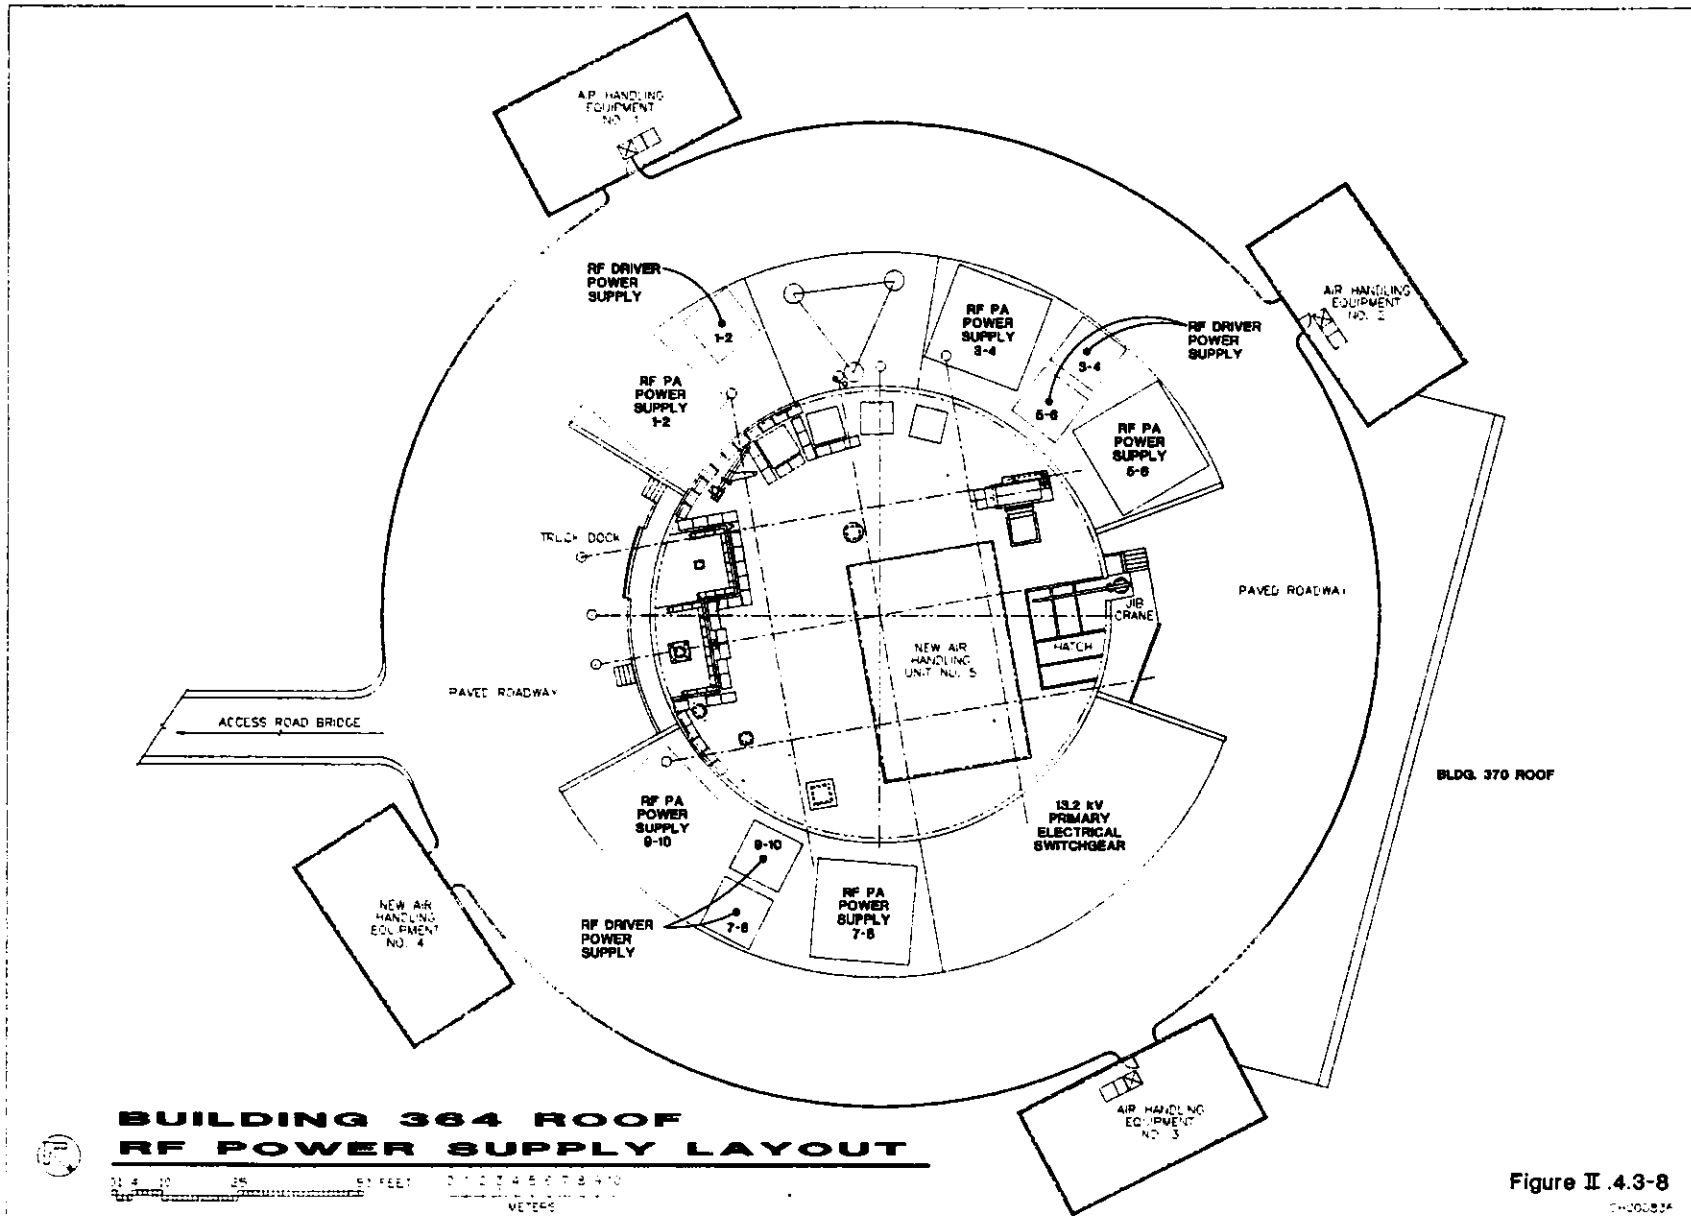 AIR HANDLING
EQUIPMENT
NO. 1
RF DRIVER
POWER
SUPPLY
1-2
RF PA
POWER
SUPPLY
1-2
RF PA
POWER
SUPPLY
3-4
RF DRIVER
POWER
SUPPLY
3-4
5-6
RF PA
POWER
SUPPLY
5-6
AIR HANDLING
EQUIPMENT
NO. 2
TRUCK DOCK
PAVED ROADWAY
JIB
CRANE
HATCH
NEW AIR
HANDLING
UNIT NO. 5
PAVED ROADWAY
ACCESS ROAD BRIDGE
BLDG. 370 ROOF
13.2 kV
PRIMARY
ELECTRICAL
SWITCHGEAR
RF PA
POWER
SUPPLY
9-10
9-10
RF PA
POWER
SUPPLY
7-8
7-8
RF DRIVER
POWER
SUPPLY
NEW AIR
HANDLING
EQUIPMENT
NO. 4
AIR HANDLING
EQUIPMENT
NO. 3
BUILDING 364 ROOF
RF POWER SUPPLY LAYOUT
FEET
METERS
Figure II .4.3-8